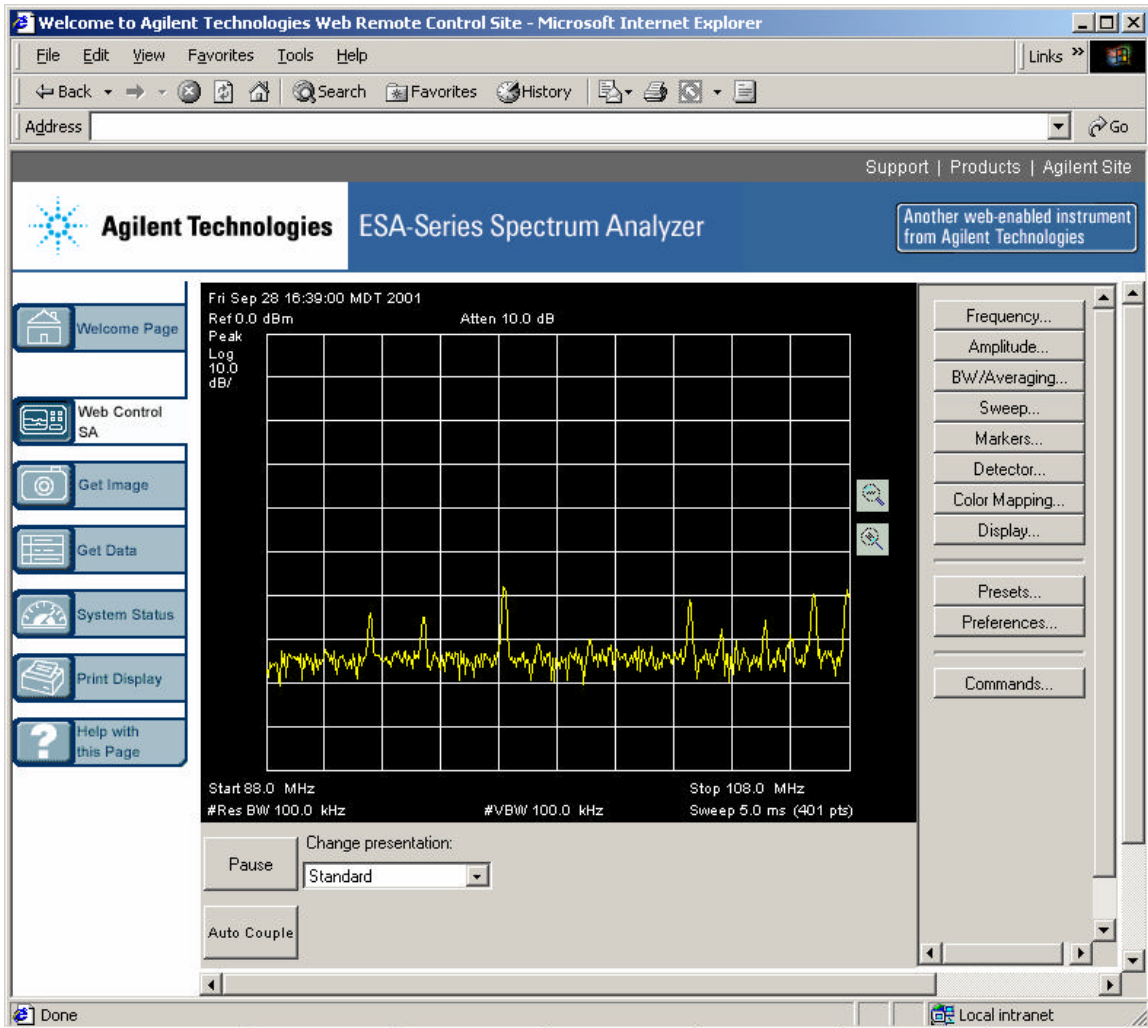 Welcome to Agilent Technologies Web Remote Control Site - Microsoft Internet Explorer
File Edit View Favorites Tools Help
Links »
Back Search Favorites History
Address
Go
Support | Products | Agilent Site
Agilent Technologies
ESA-Series Spectrum Analyzer
Another web-enabled instrument
from Agilent Technologies
Welcome Page
Web Control
SA
Get Image
Get Data
System Status
Print Display
Help with
this Page
Fri Sep 28 16:39:00 MDT 2001
Ref 0.0 dBm Atten 10.0 dB
Peak
Log
10.0
dB/
Start 88.0 MHz Stop 108.0 MHz
#Res BW 100.0 kHz #VBW 100.0 kHz Sweep 5.0 ms (401 pts)
Frequency...
Amplitude...
BW/Averaging...
Sweep...
Markers...
Detector...
Color Mapping...
Display...
Presets...
Preferences...
Commands...
Pause
Change presentation:
Standard
Auto Couple
Done
Local intranet